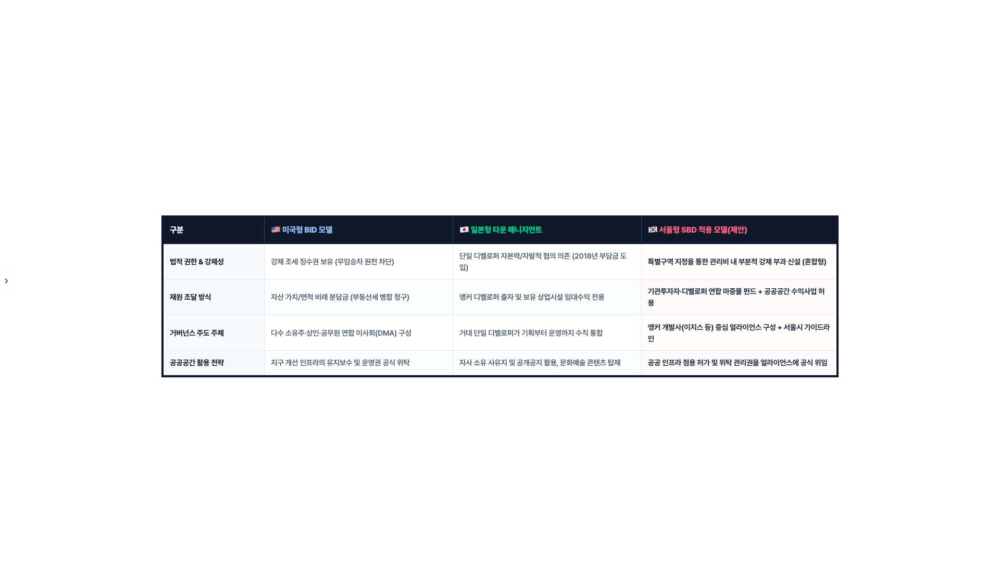 구분
🇺🇸 미국형 BID 모델
🇯🇵 일본형 타운 매니지먼트
🇰🇷 서울형 SBD 적용 모델(제안)
법적 권한 & 강제성
강제 조세 징수권 보유 (무임승차 원천 차단)
단일 디벨로퍼 자본력/자발적 협의 의존 (2018년 부담금 도
입)
특별구역 지정을 통한 관리비 내 부분적 강제 부과 신설 (혼합형)
재원 조달 방식
자산 가치/면적 비례 분담금 (부동산세 병합 청구)
앵커 디벨로퍼 출자 및 보유 상업시설 임대수익 전용
기관투자자·디벨로퍼 연합 마중물 펀드 + 공공공간 수익사업 허
용
거버넌스 주도 주체
다수 소유주·상인·공무원 연합 이사회(DMA) 구성
거대 단일 디벨로퍼가 기획부터 운영까지 수직 통합
앵커 개발사(이지스 등) 중심 얼라이언스 구성 + 서울시 가이드라
인
공공공간 활용 전략
지구 개선 인프라의 유지보수 및 운영권 공식 위탁
자사 소유 사유지 및 공개공지 활용, 문화예술 콘텐츠 탑재
공공 인프라 점용 허가 및 위탁 관리권을 얼라이언스에 공식 위임